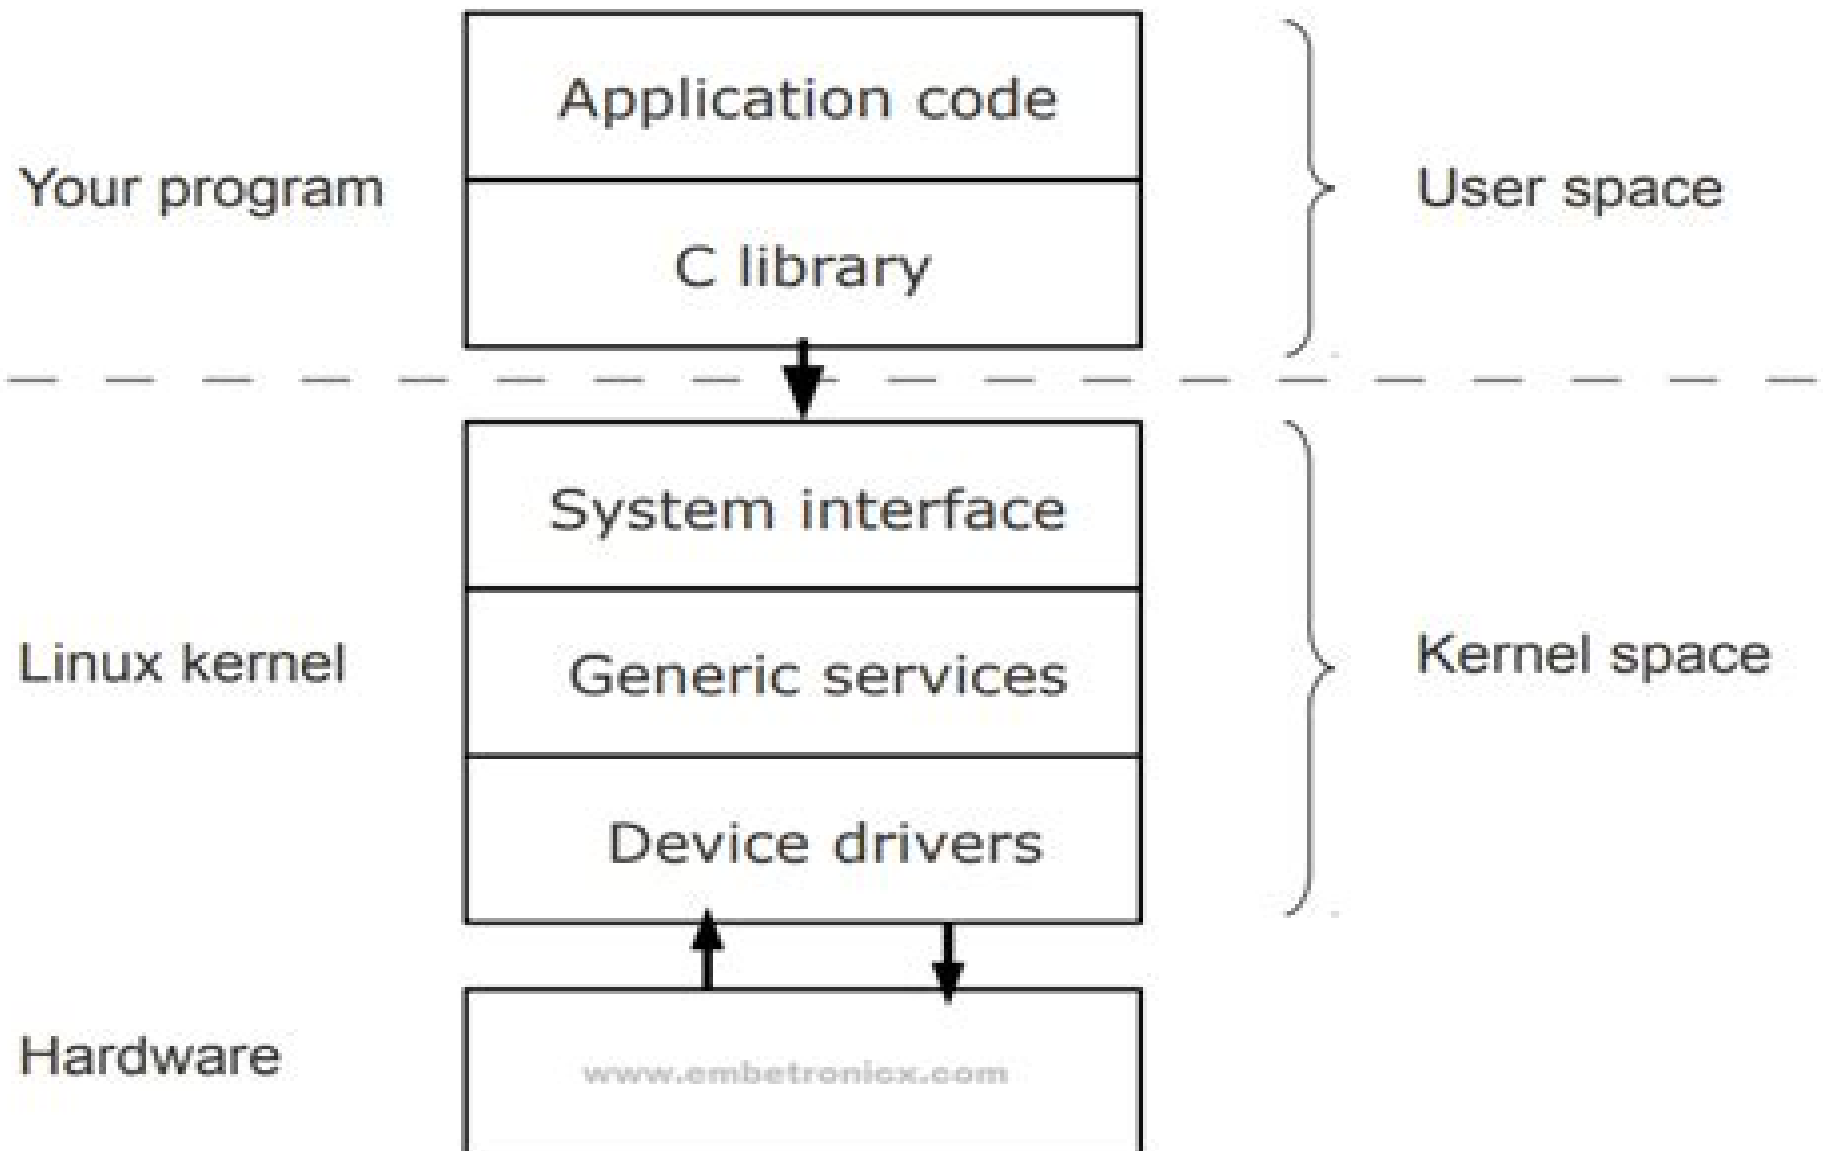 Application code
Your program
User space
C library
System interface
Linux kernel
Generic services
Kernel space
Device drivers
Hardware
www.embetronicx.com